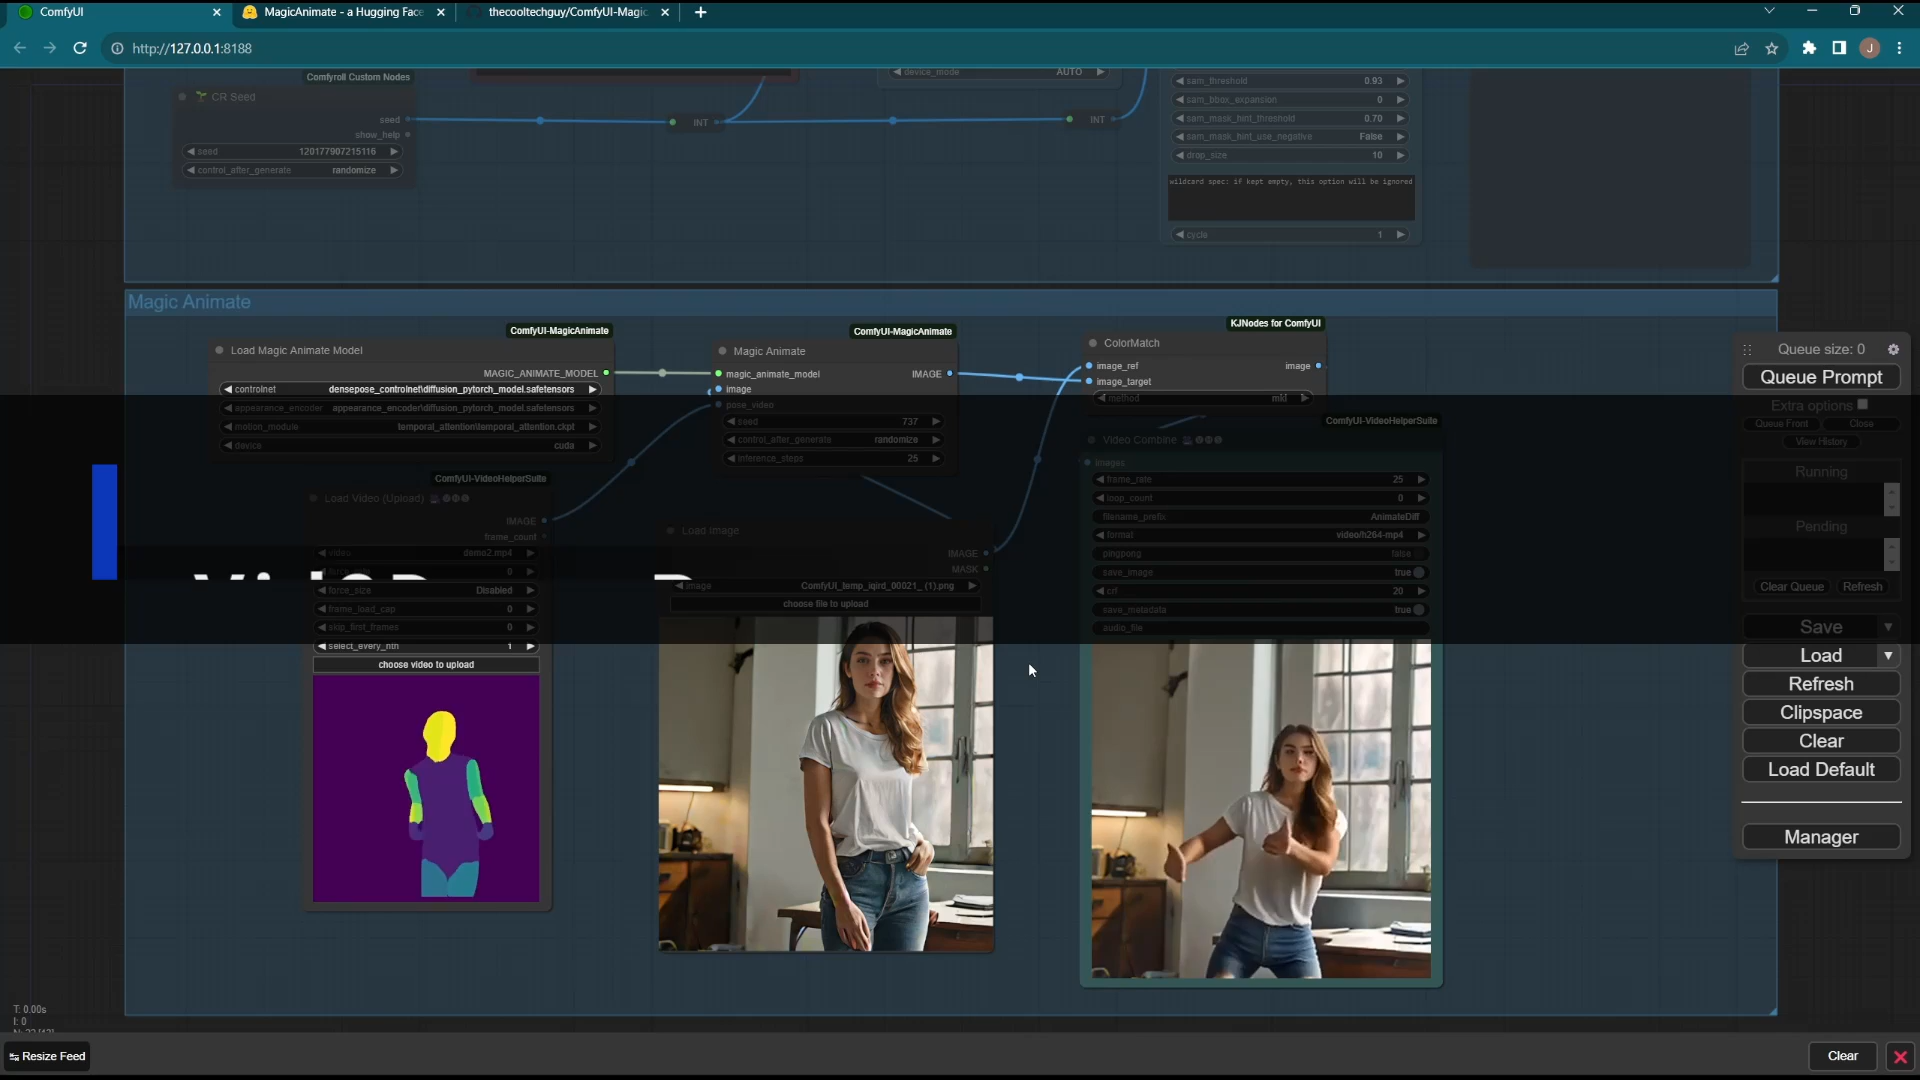 ComfyUI
MagicAnimate - a Hugging Face
thecooltechguy/ComfyUI-Magic
http://127.0.0.1:8188
J
Comfyroll Custom Nodes
CR Seed
seed
show_help
seed 120177907215116
control_after_generate randomize
INT
device_mode AUTO
INT
sam_threshold 0.93
sam_bbox_expansion 0
sam_mask_hint_threshold 0.70
sam_mask_hint_use_negative False
drop_size 10
wildcard spec: if kept empty, this option will be ignored
cycle 1
Magic Animate
ComfyUI-MagicAnimate
Load Magic Animate Model
MAGIC_ANIMATE_MODEL
controlnet densepose_controlnet\diffusion_pytorch_model.safetensors
appearance_encoder appearance_encoder\diffusion_pytorch_model.safetensors
motion_module temporal_attention\temporal_attention.ckpt
device cuda
ComfyUI-MagicAnimate
Magic Animate
magic_animate_model IMAGE
image
pose_video
seed 737
control_after_generate randomize
inference_steps 25
KJNodes for ComfyUI
ColorMatch
image_ref image
image_target
method mkl
ComfyUI-VideoHelperSuite
Load Video (Upload)
IMAGE
frame_count
video demo2.mp4
force_rate 0
force_size Disabled
frame_load_cap 0
skip_first_frames 0
select_every_nth 1
choose video to upload
Load Image
IMAGE
MASK
image ComfyUI_temp_iqird_00021_ (1).png
choose file to upload
ComfyUI-VideoHelperSuite
Video Combine
images
frame_rate 25
loop_count 0
filename_prefix AnimateDiff
format video/h264-mp4
pingpong false
save_image true
crf 20
save_metadata true
audio_file
Queue size: 0
Queue Prompt
Extra options
Queue Front
Close
View History
Running
Pending
Clear Queue
Refresh
Save
Load
Refresh
Clipspace
Clear
Load Default
Manager
T: 0.00s
I: 0
Resize Feed
Clear